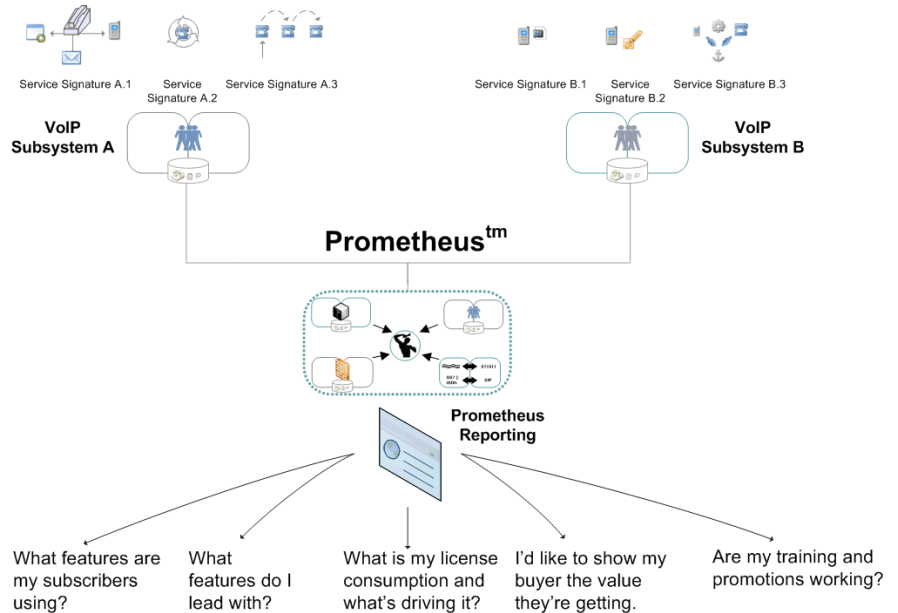 Service Signature A.1
Service
Signature A.2
Service Signature A.3
Service Signature B.1
Service
Signature B.2
Service Signature B.3
VoIP
Subsystem A
VoIP
Subsystem B
Prometheus™
Prometheus
Reporting
What features are
my subscribers
using?
What
features do I
lead with?
What is my license
consumption and
what's driving it?
I'd like to show my
buyer the value
they're getting.
Are my training and
promotions working?